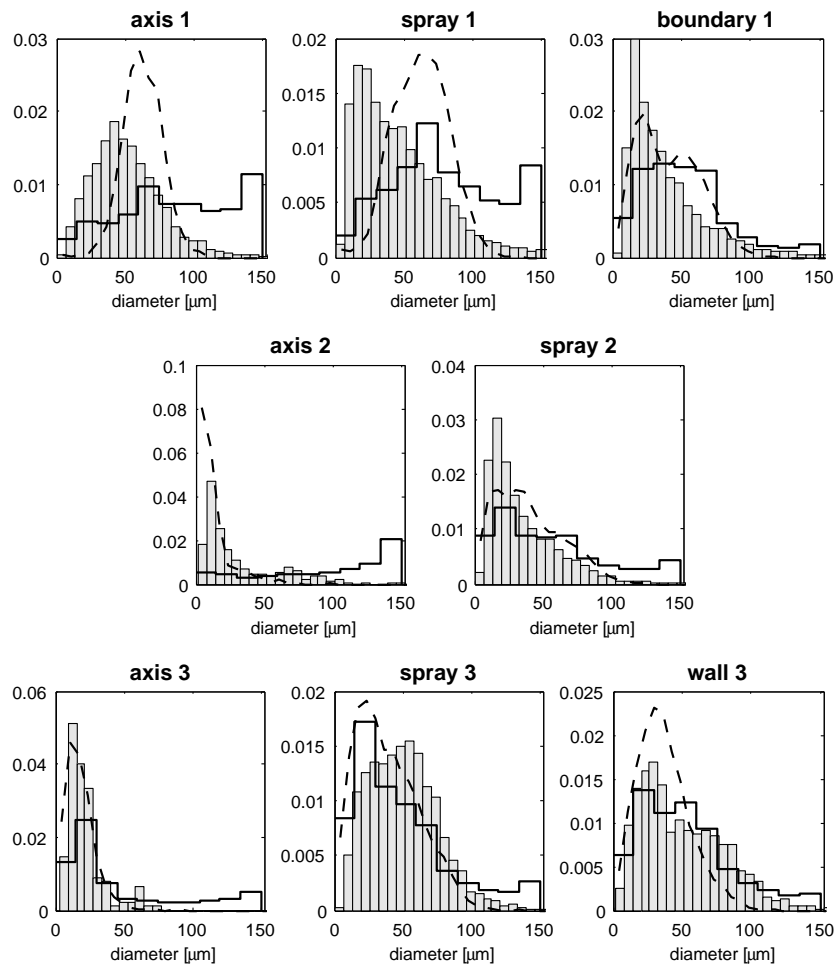 axis 1
spray 1
boundary 1
0.03
0.02
0.01
0
0 50 100 150
diameter [μm]
0.02
0.015
0.01
0.005
0
0 50 100 150
diameter [μm]
0.03
0.02
0.01
0
0 50 100 150
diameter [μm]
axis 2
spray 2
0.1
0.08
0.06
0.04
0.02
0
0 50 100 150
diameter [μm]
0.04
0.03
0.02
0.01
0
0 50 100 150
diameter [μm]
axis 3
spray 3
wall 3
0.06
0.04
0.02
0
0 50 100 150
diameter [μm]
0.02
0.015
0.01
0.005
0
0 50 100 150
diameter [μm]
0.025
0.02
0.015
0.01
0.005
0
0 50 100 150
diameter [μm]